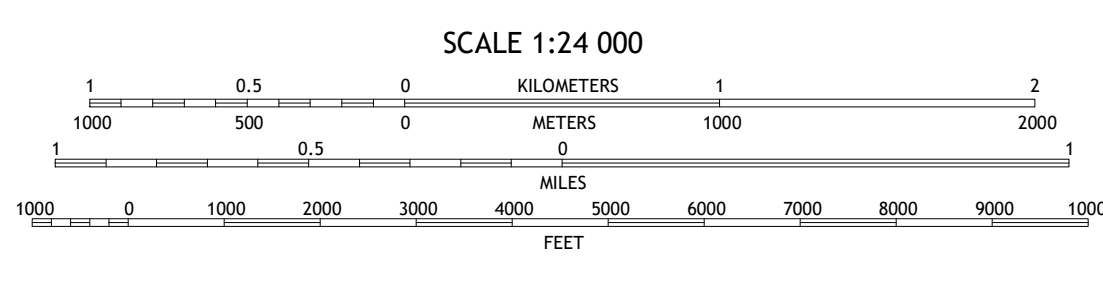 SCALE 1:24 000
1 0.5 0 KILOMETERS 1 2
1000 500 0 METERS 1000 2000
1 0.5 0 1
MILES
1000 0 1000 2000 3000 4000 5000 6000 7000 8000 9000 1000
FEET